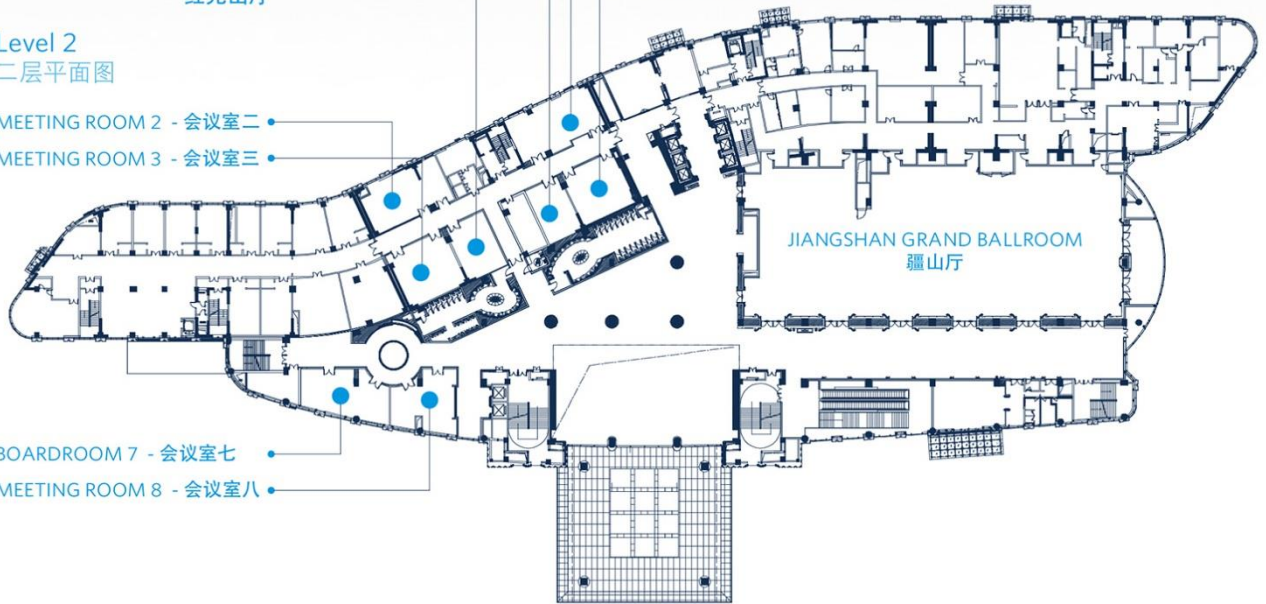 Level 2
二层平面图
MEETING ROOM 2 - 会议室二
MEETING ROOM 3 - 会议室三
JIANGSHAN GRAND BALLROOM
疆山厅
BOARDROOM 7 - 会议室七
MEETING ROOM 8 - 会议室八